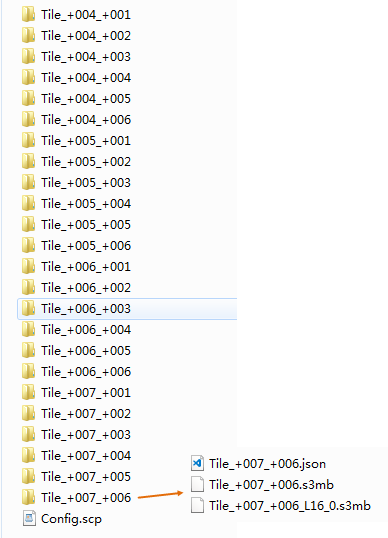 Tile_+004_+001
Tile_+004_+002
Tile_+004_+003
Tile_+004_+004
Tile_+004_+005
Tile_+004_+006
Tile_+005_+001
Tile_+005_+002
Tile_+005_+003
Tile_+005_+004
Tile_+005_+005
Tile_+005_+006
Tile_+006_+001
Tile_+006_+002
Tile_+006_+003
Tile_+006_+004
Tile_+006_+005
Tile_+006_+006
Tile_+007_+001
Tile_+007_+002
Tile_+007_+003
Tile_+007_+004
Tile_+007_+005
Tile_+007_+006
Config.scp
Tile_+007_+006.json
Tile_+007_+006.s3mb
Tile_+007_+006_L16_0.s3mb